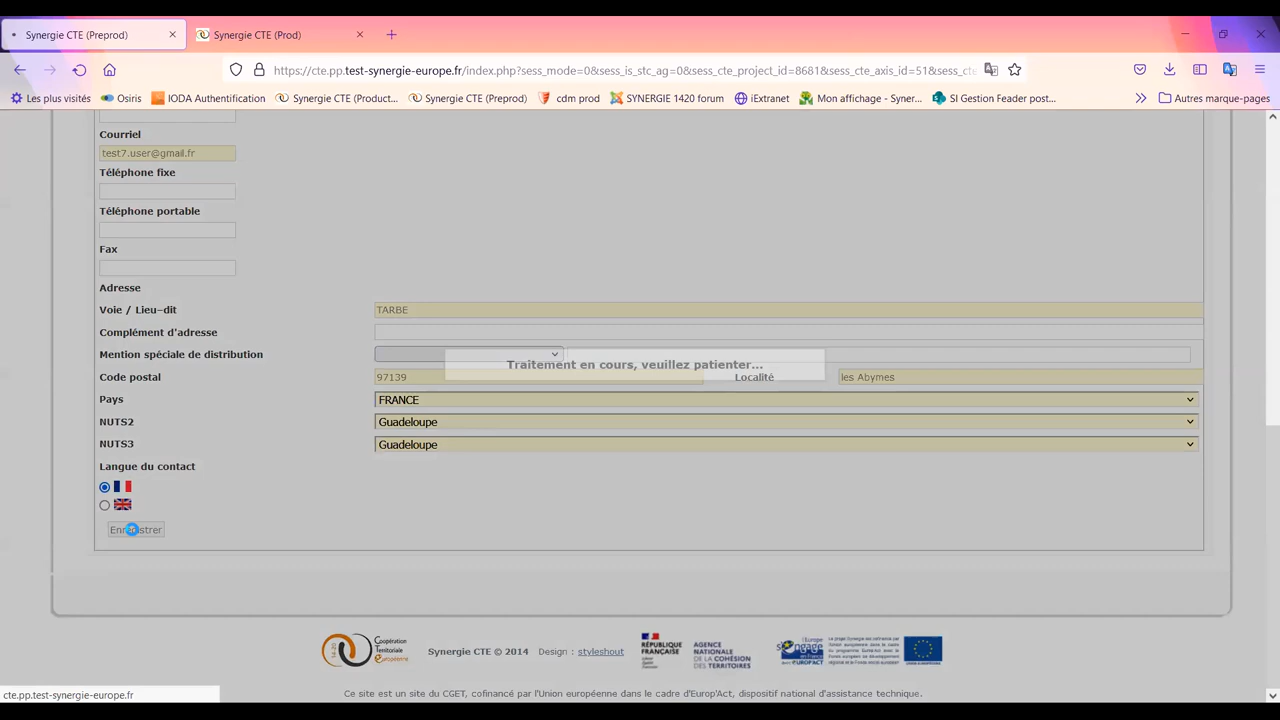 Synergie CTE (Preprod)
Synergie CTE (Prod)
https://cte.pp.test-synergie-europe.fr/index.php?sess_mode=0&sess_is_stc_ag=0&sess_cte_project_id=8681&sess_cte_axis_id=51&sess_cte
Les plus visités
Osiris
IODA Authentification
Synergie CTE (Product…
Synergie CTE (Preprod)
cdm prod
SYNERGIE 1420 forum
iExtranet
Mon affichage - Syner…
SI Gestion Feader post…
Autres marque-pages
Courriel
test7.user@gmail.fr
Téléphone fixe
Téléphone portable
Fax
Adresse
Voie / Lieu-dit
TARBE
Complément d'adresse
Mention spéciale de distribution
Traitement en cours, veuillez patienter...
Code postal
97139
Localité
les Abymes
Pays
FRANCE
NUTS2
Guadeloupe
NUTS3
Guadeloupe
Langue du contact
Enregistrer
Coopération
Territoriale
européenne
Synergie CTE © 2014
Design : styleshout
RÉPUBLIQUE
FRANÇAISE
AGENCE
NATIONALE
DE LA COHÉSION
DES TERRITOIRES
cte.pp.test-synergie-europe.fr
Ce site est un site du CGET, cofinancé par l'Union européenne dans le cadre d'Europ'Act, dispositif national d'assistance technique.